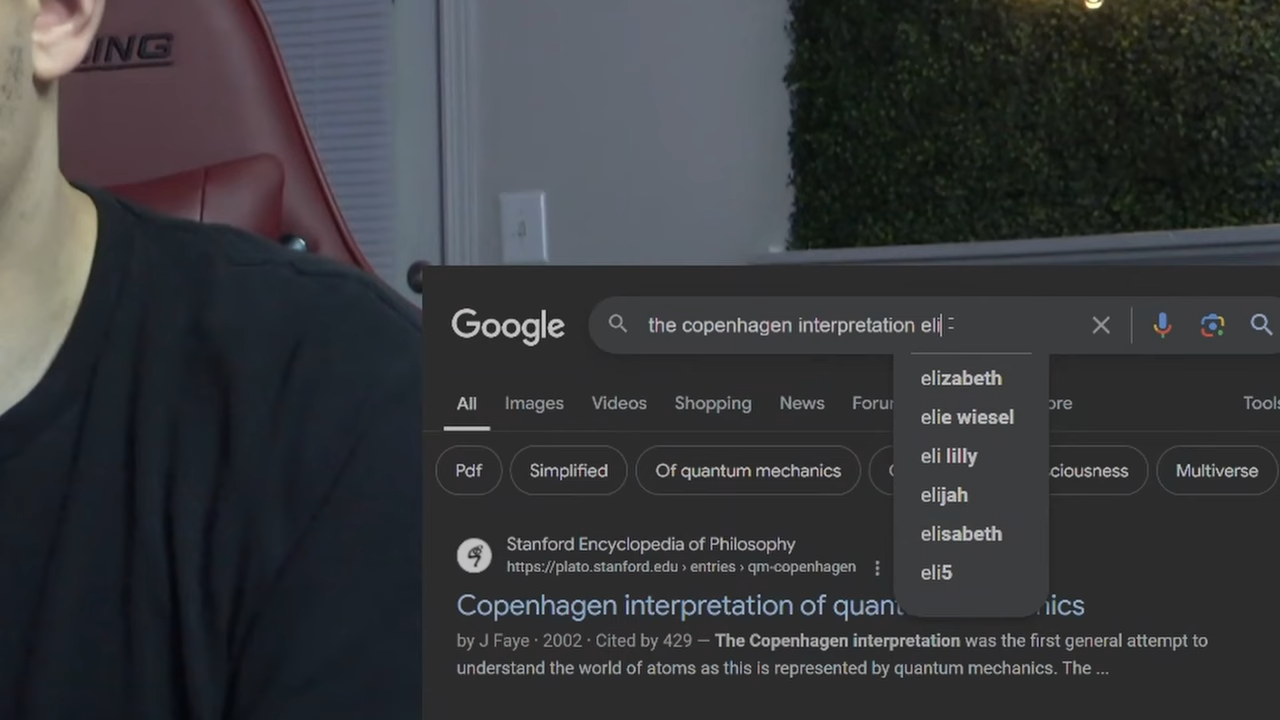 ING
Google
the copenhagen interpretation eli
elizabeth
elie wiesel
eli lilly
elijah
elisabeth
eli5
All Images Videos Shopping News
Pdf Simplified Of quantum mechanics Multiverse
Stanford Encyclopedia of Philosophy
https://plato.stanford.edu › entries › qm-copenhagen
Copenhagen interpretation of
by J Faye · 2002 · Cited by 429 — The Copenhagen interpretation was the first general attempt to
understand the world of atoms as this is represented by quantum mechanics. The ...